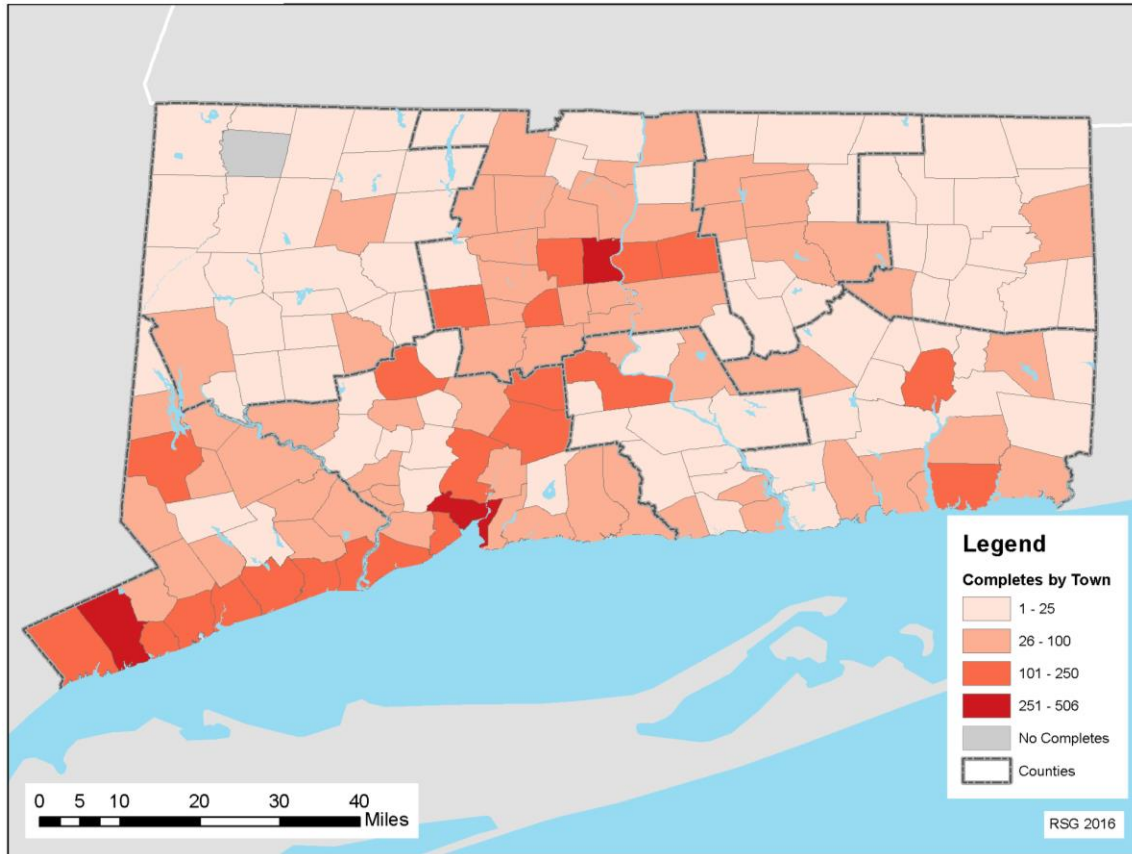 Legend
Completes by Town
1 - 25
26 - 100
101 - 250
251 - 506
No Completes
Counties
0 5 10 20 30 40
Miles
RSG 2016